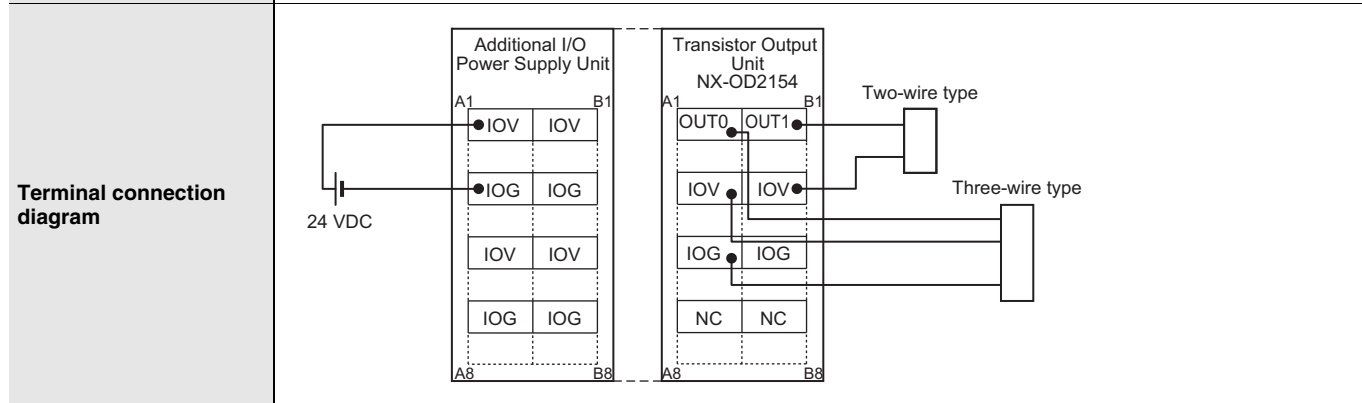 Terminal connection
diagram
24 VDC
Additional I/O
Power Supply Unit
A1 B1
IOV IOV
IOG IOG
IOV IOV
IOG IOG
A8 B8
Transistor Output
Unit
NX-OD2154
A1 B1
OUT0 OUT1
IOV IOV
IOG IOG
NC NC
A8 B8
Two-wire type
Three-wire type